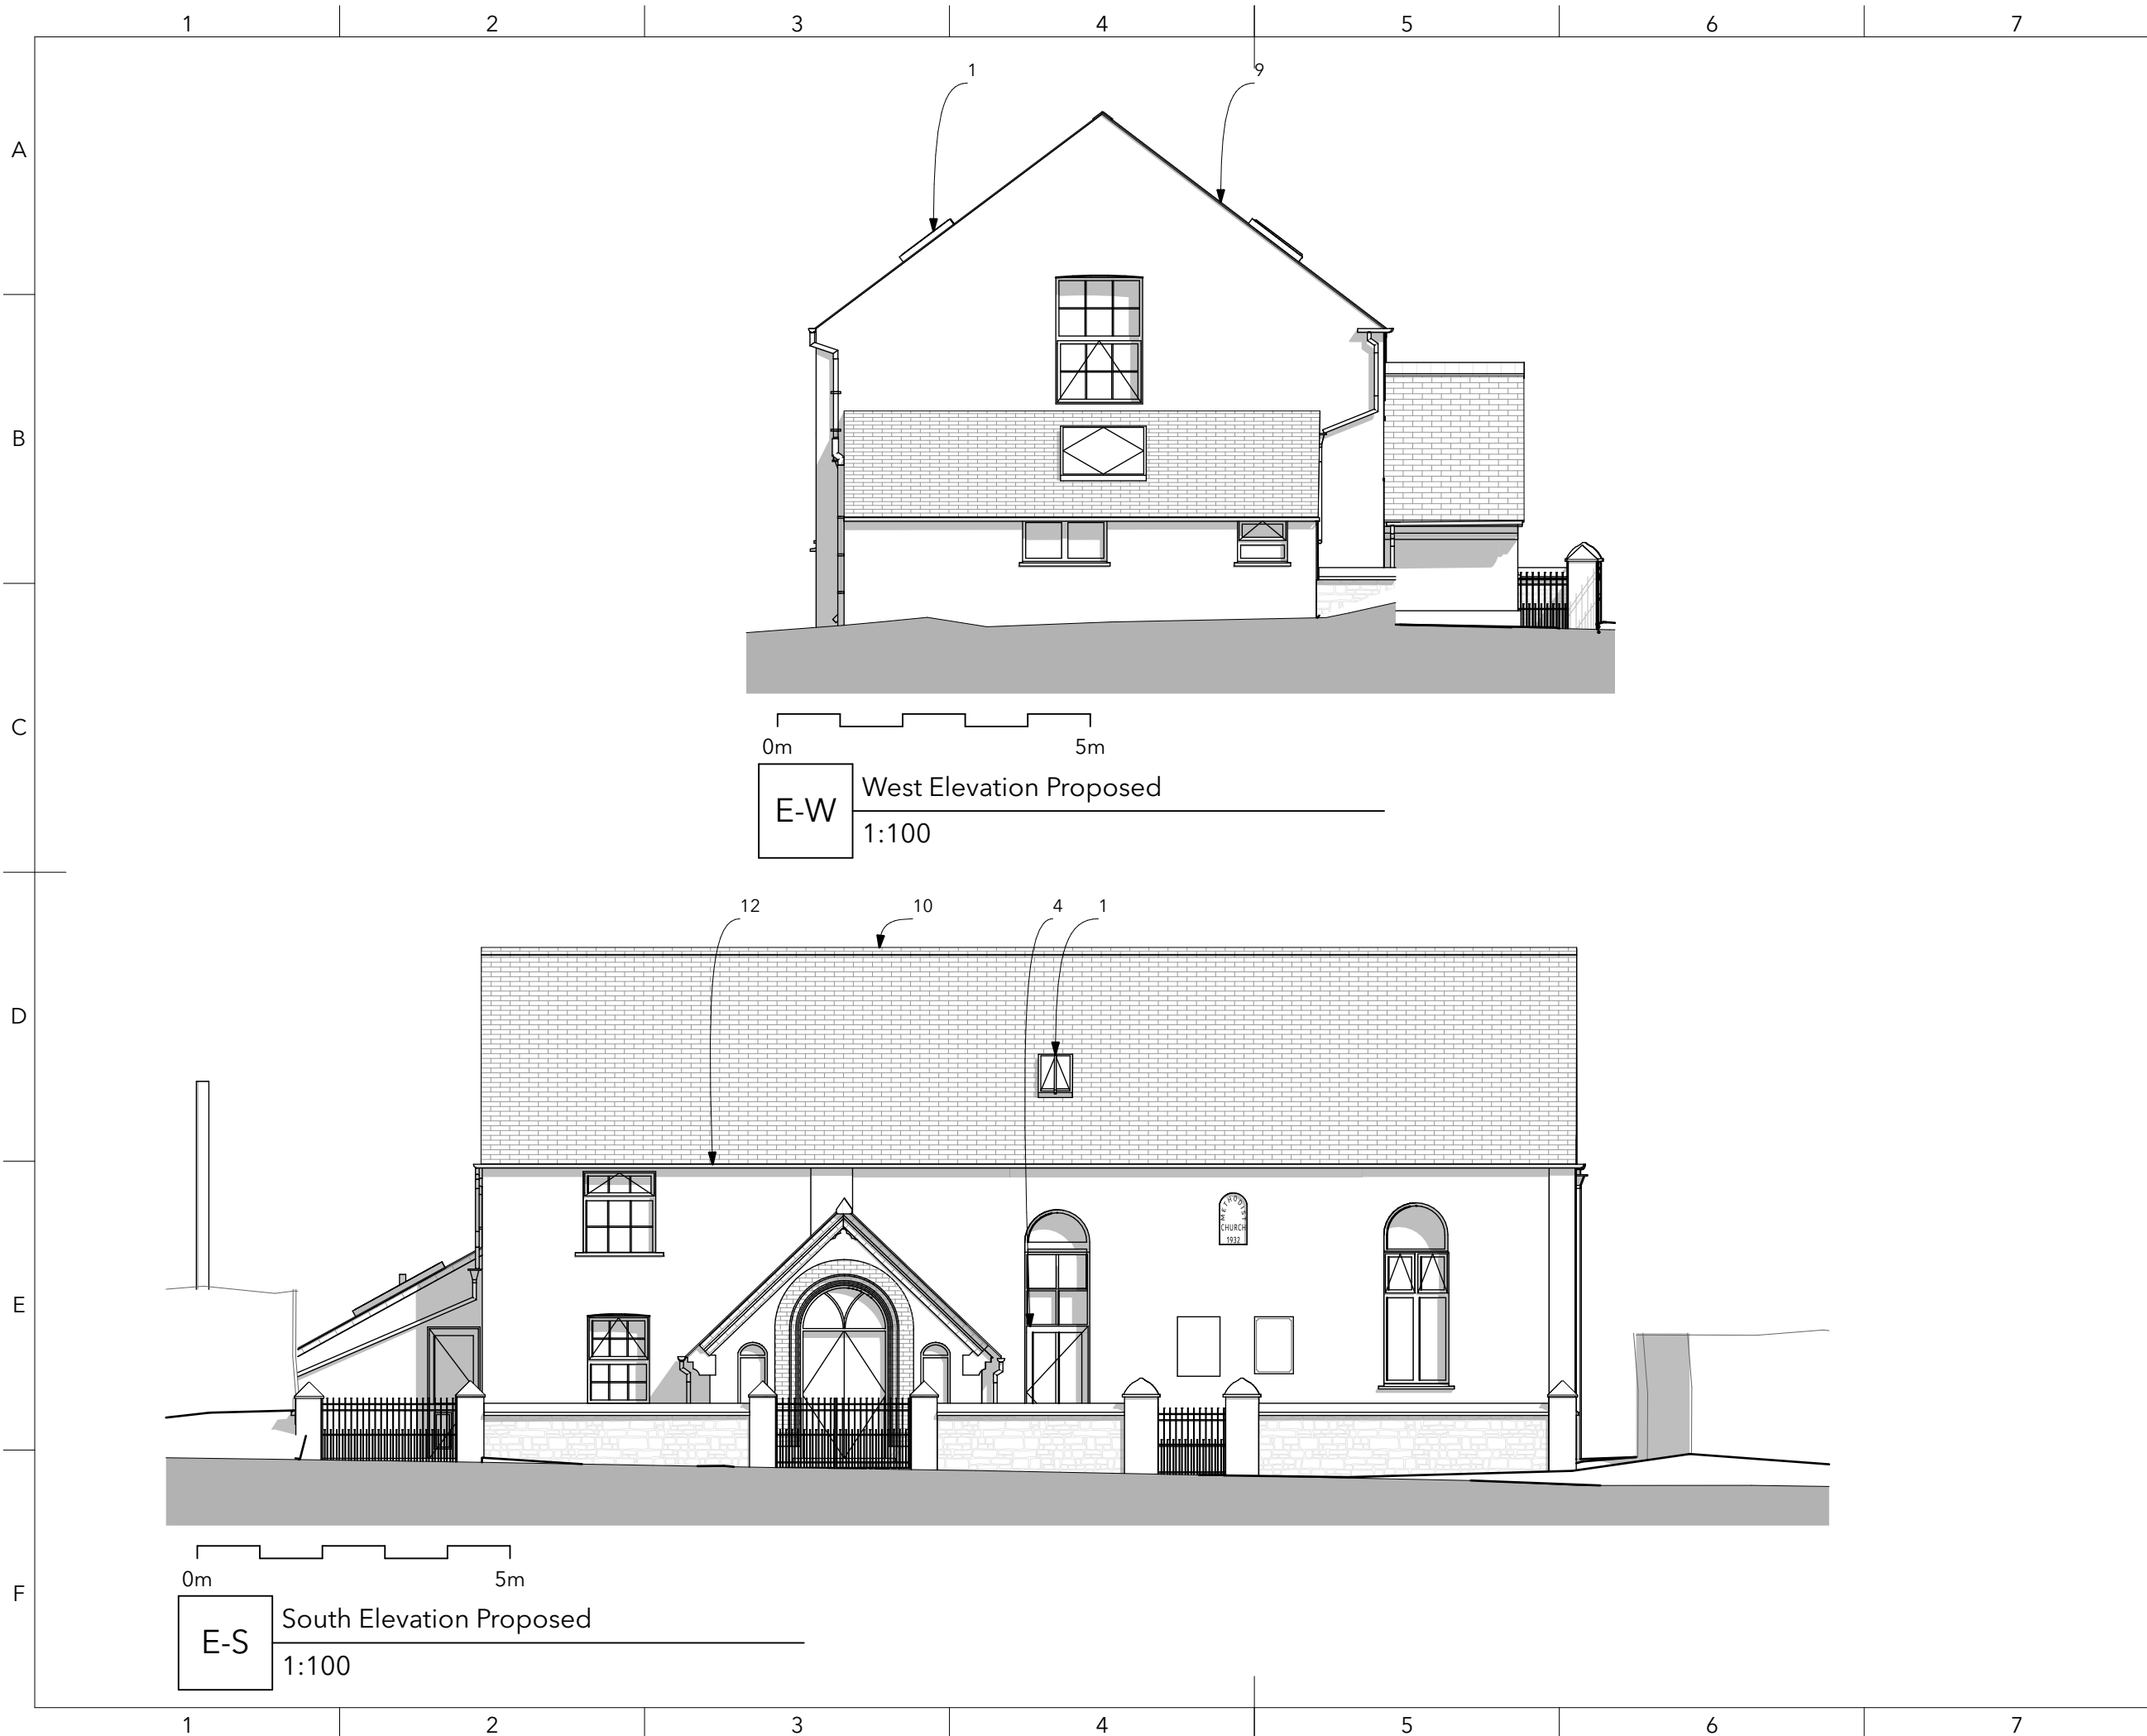 1 2 3 4 5 6 7
1 9
A
B
C
0m 5m
E-W
West Elevation Proposed
1:100
12 10 4 1
D
METHODIST
CHURCH
1932
E
0m 5m
F
E-S
South Elevation Proposed
1:100
1 2 3 4 5 6 7